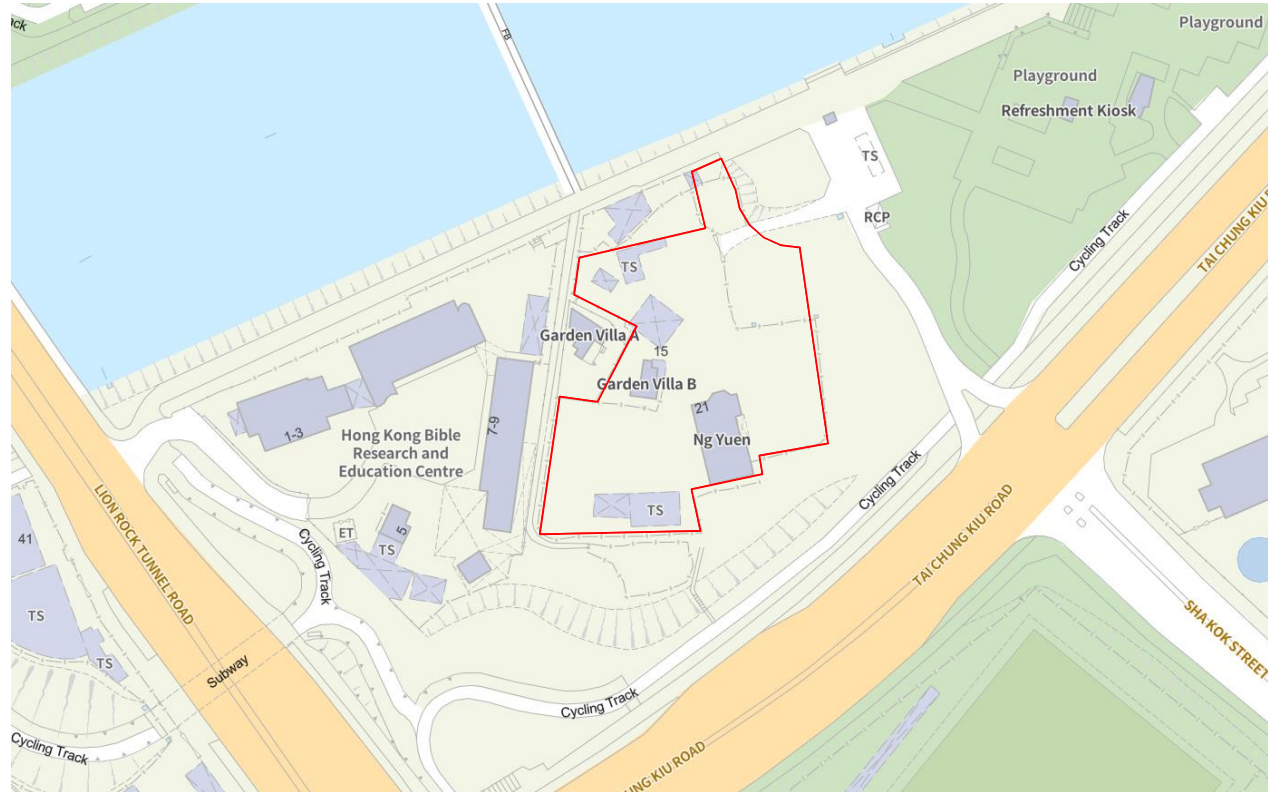 ck
FB
Playground
Playground
Refreshment Kiosk
TS
RCP
Cycling Track
TAI CHUNG KIU R
TS
Garden Villa A
15
Garden Villa B
21
Ng Yuen
7-9
1-3
Hong Kong Bible
Research and
Education Centre
TS
Cycling Track
TAI CHUNG KIU ROAD
LION ROCK TUNNEL ROAD
ET
5
TS
41
TS
TS
Cycling Track
Subway
SHA KOK STREET
Cycling Track
Cycling Track
UNG KIU ROAD